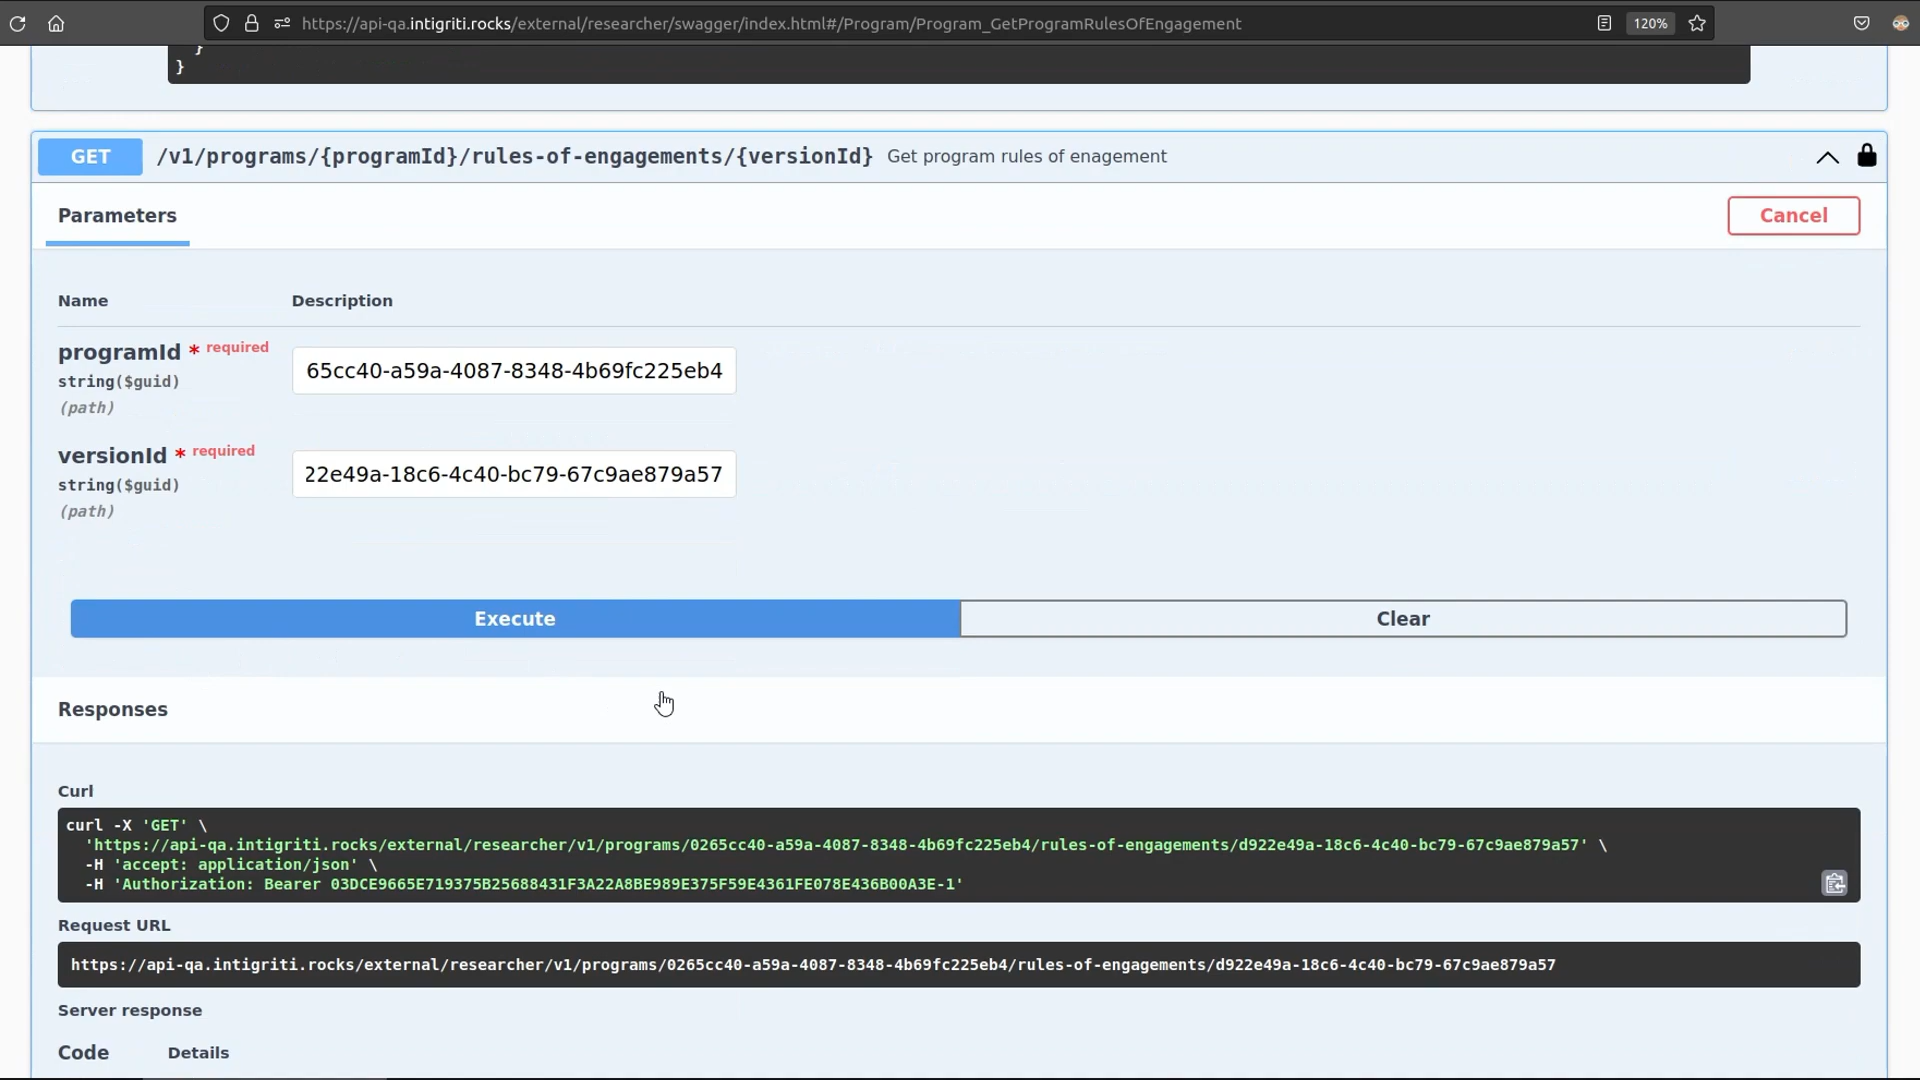 https://api-qa.intigriti.rocks/external/researcher/swagger/index.html#/Program/Program_GetProgramRulesOfEngagement 120%
}
}
GET /v1/programs/{programId}/rules-of-engagements/{versionId} Get program rules of enagement
Parameters
Cancel
Name Description
programId * required
string($guid)
(path)
65cc40-a59a-4087-8348-4b69fc225eb4
versionId * required
string($guid)
(path)
22e49a-18c6-4c40-bc79-67c9ae879a57
Execute Clear
Responses
Curl
curl -X 'GET' \
'https://api-qa.intigriti.rocks/external/researcher/v1/programs/0265cc40-a59a-4087-8348-4b69fc225eb4/rules-of-engagements/d922e49a-18c6-4c40-bc79-67c9ae879a57' \
-H 'accept: application/json' \
-H 'Authorization: Bearer 03DCE9665E719375B25688431F3A22A8BE989E375F59E4361FE078E436B00A3E-1'
Request URL
https://api-qa.intigriti.rocks/external/researcher/v1/programs/0265cc40-a59a-4087-8348-4b69fc225eb4/rules-of-engagements/d922e49a-18c6-4c40-bc79-67c9ae879a57
Server response
Code Details